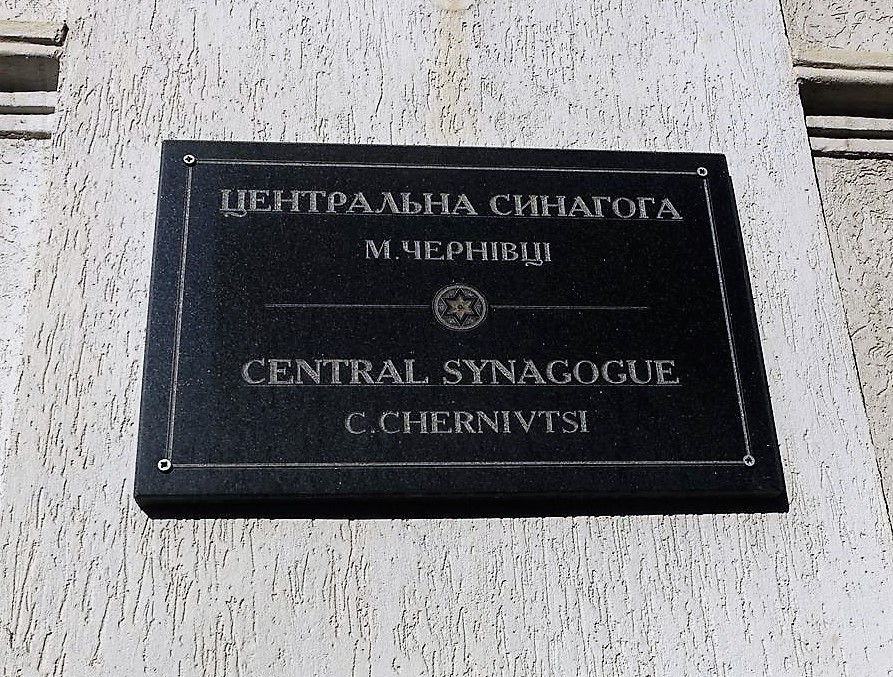 ЦЕНТРАЛЬНА СИНАГОГА
М.ЧЕРНІВЦІ
CENTRAL SYNAGOGUE
C.CHERNIVTSI